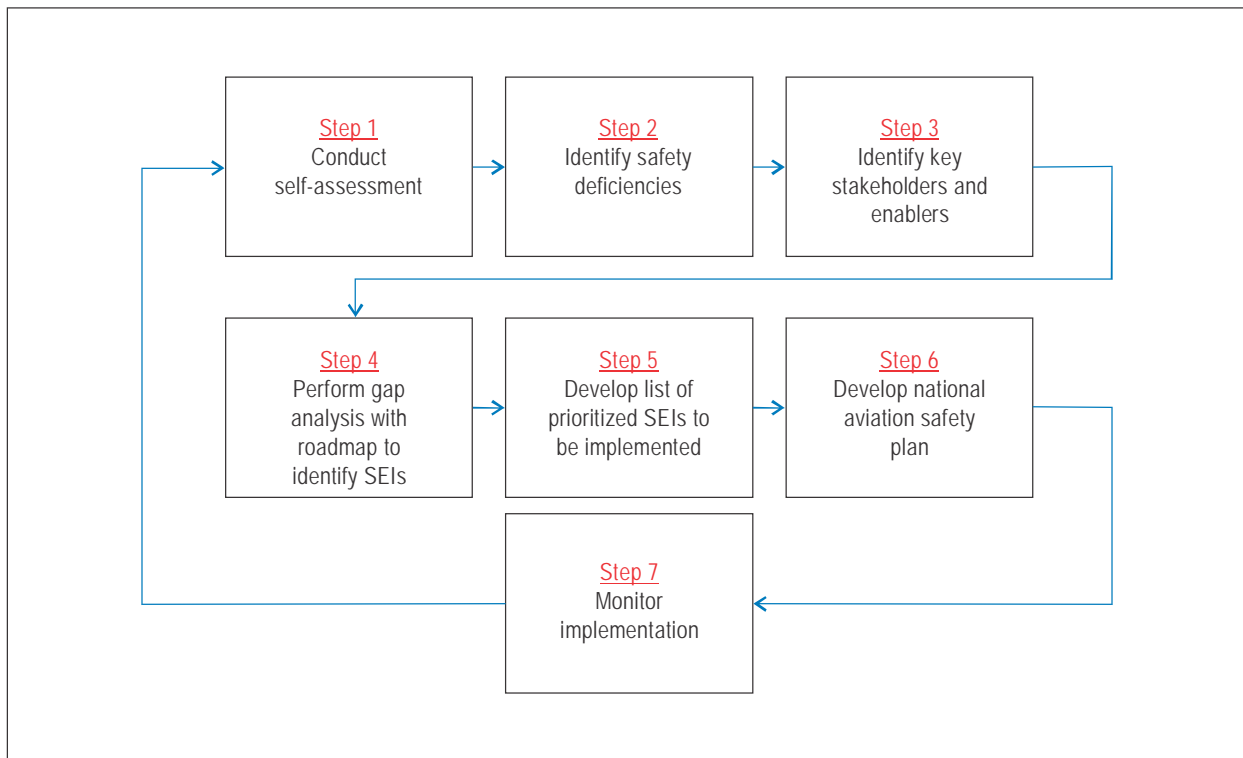 Step 1
Conduct
self-assessment
Step 2
Identify safety
deficiencies
Step 3
Identify key
stakeholders and
enablers
Step 4
Perform gap
analysis with
roadmap to
identify SEIs
Step 5
Develop list of
prioritized SEIs to
be implemented
Step 6
Develop national
aviation safety
plan
Step 7
Monitor
implementation